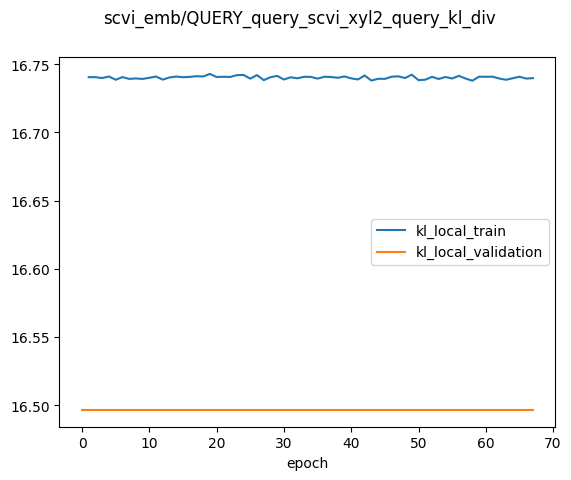 scvi_emb/QUERY_query_scvi_xyl2_query_kl_div
16.75
16.70
16.65
16.60
16.55
16.50
kl_local_train
kl_local_validation
0 10 20 30 40 50 60 70
epoch